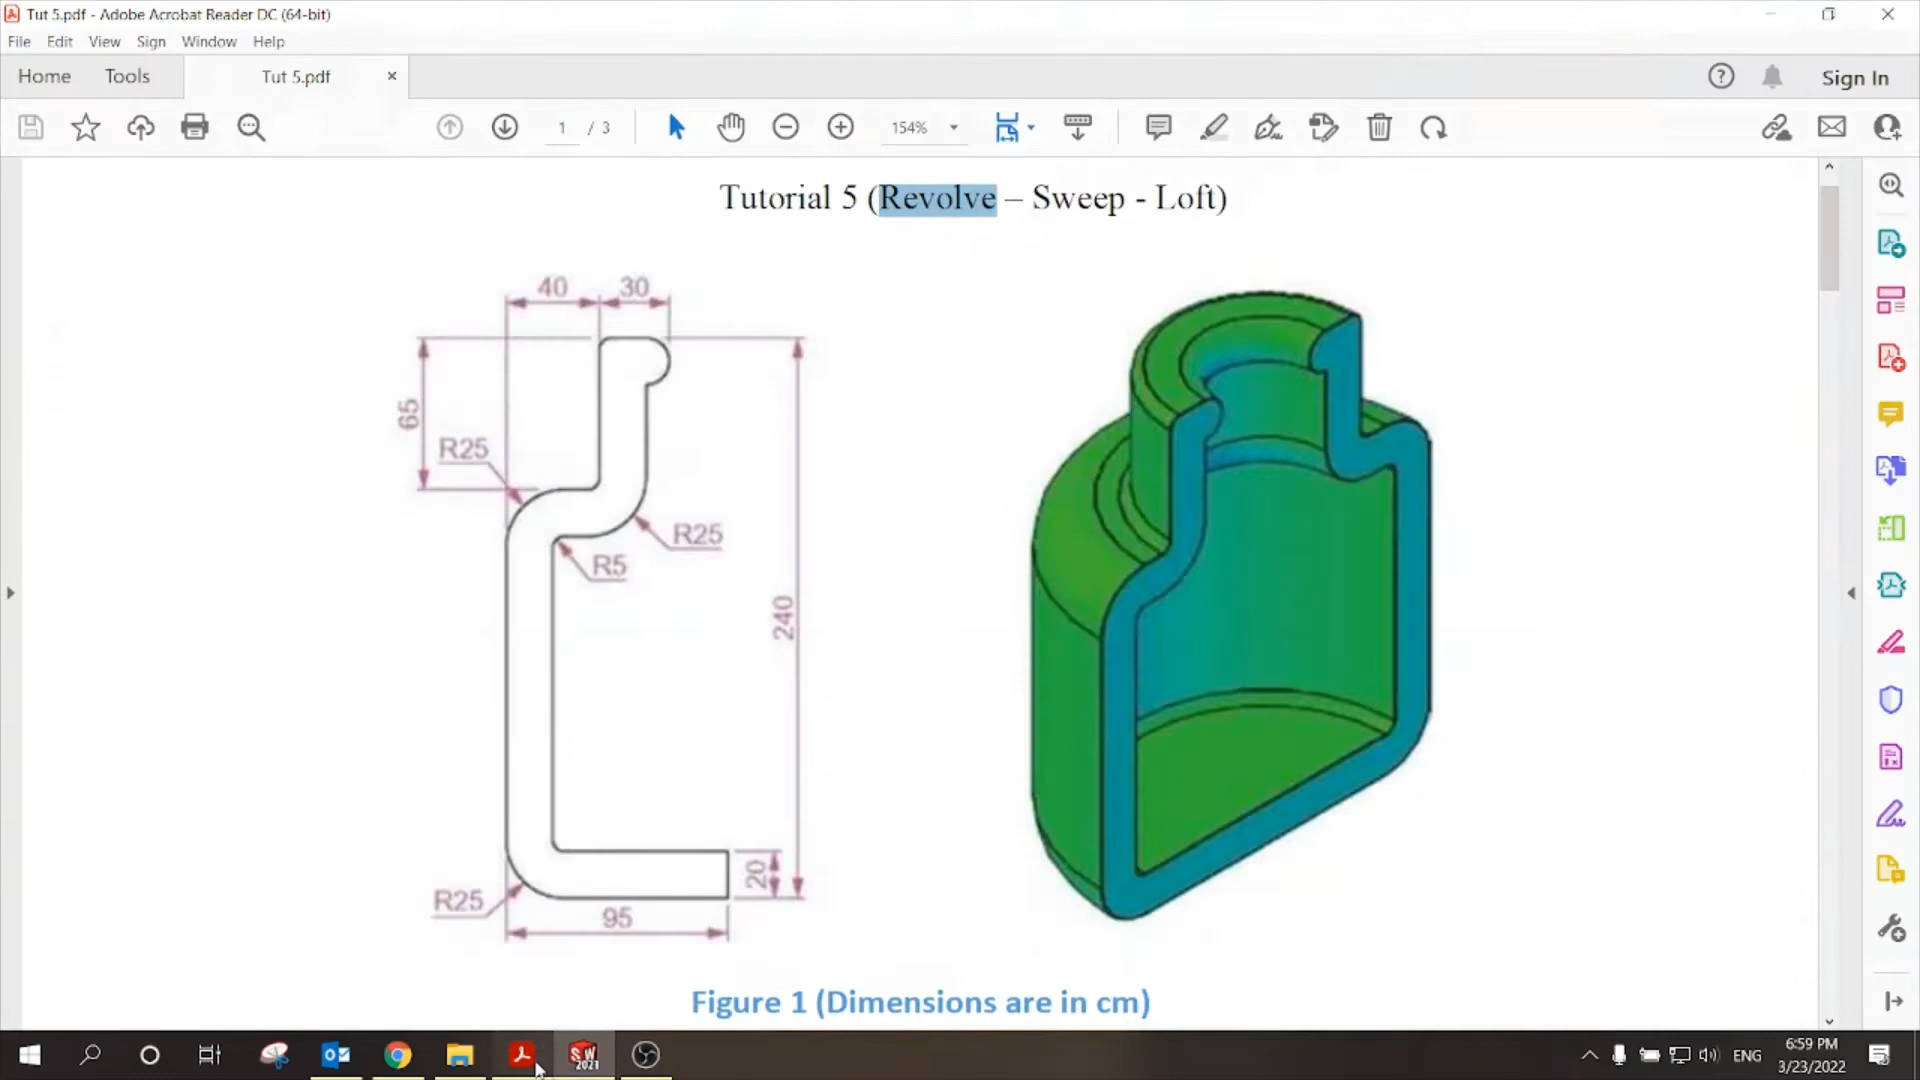 Tut 5.pdf - Adobe Acrobat Reader DC (64-bit)
File Edit View Sign Window Help
Home Tools Tut 5.pdf Sign In
1 / 3 154%
Tutorial 5 (Revolve – Sweep - Loft)
40 30
65
R25
R25
R5
240
20
R25
95
Figure 1 (Dimensions are in cm)
SW
2021
ENG
6:59 PM
3/23/2022